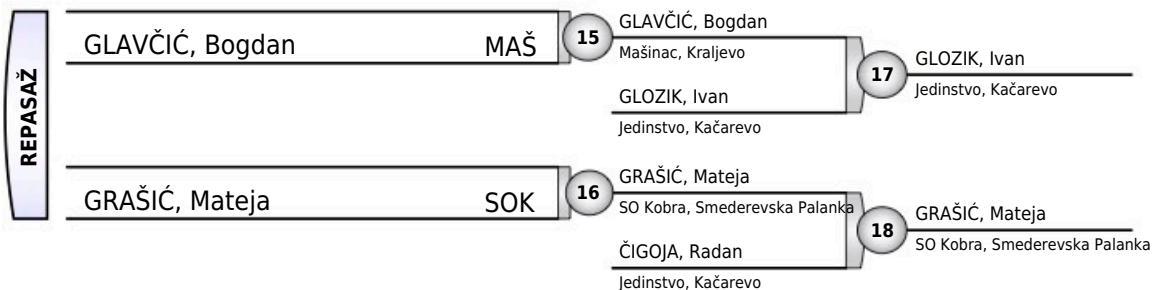 REPASAŽ
GLAVČIĆ, Bogdan MAŠ
15
GLAVČIĆ, Bogdan
Mašinac, Kraljevo
GLOZIK, Ivan
Jedinstvo, Kačarevo
17
GLOZIK, Ivan
Jedinstvo, Kačarevo
GRAŠIĆ, Mateja SOK
16
GRAŠIĆ, Mateja
SO Kobra, Smederevska Palanka
ČIGOJA, Radan
Jedinstvo, Kačarevo
18
GRAŠIĆ, Mateja
SO Kobra, Smederevska Palanka